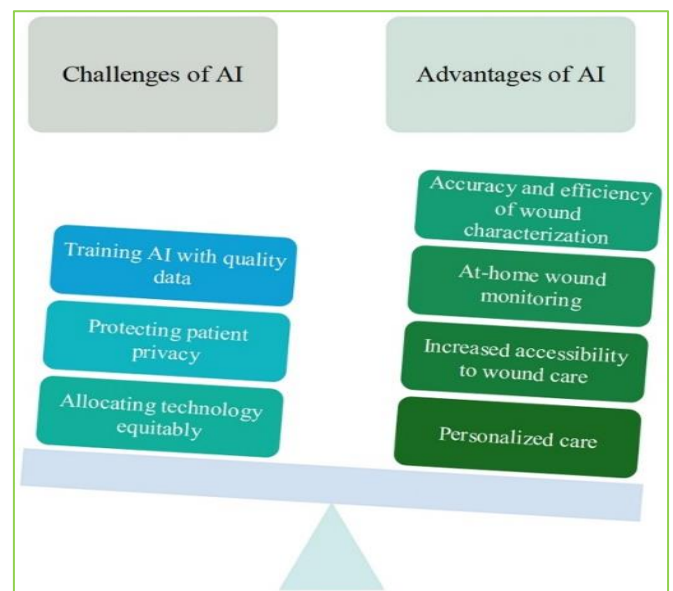 Challenges of AI
Advantages of AI
Training AI with quality
data
Protecting patient
privacy
Allocating technology
equitably
Accuracy and efficiency
of wound
characterization
At-home wound
monitoring
Increased accessibility
to wound care
Personalized care